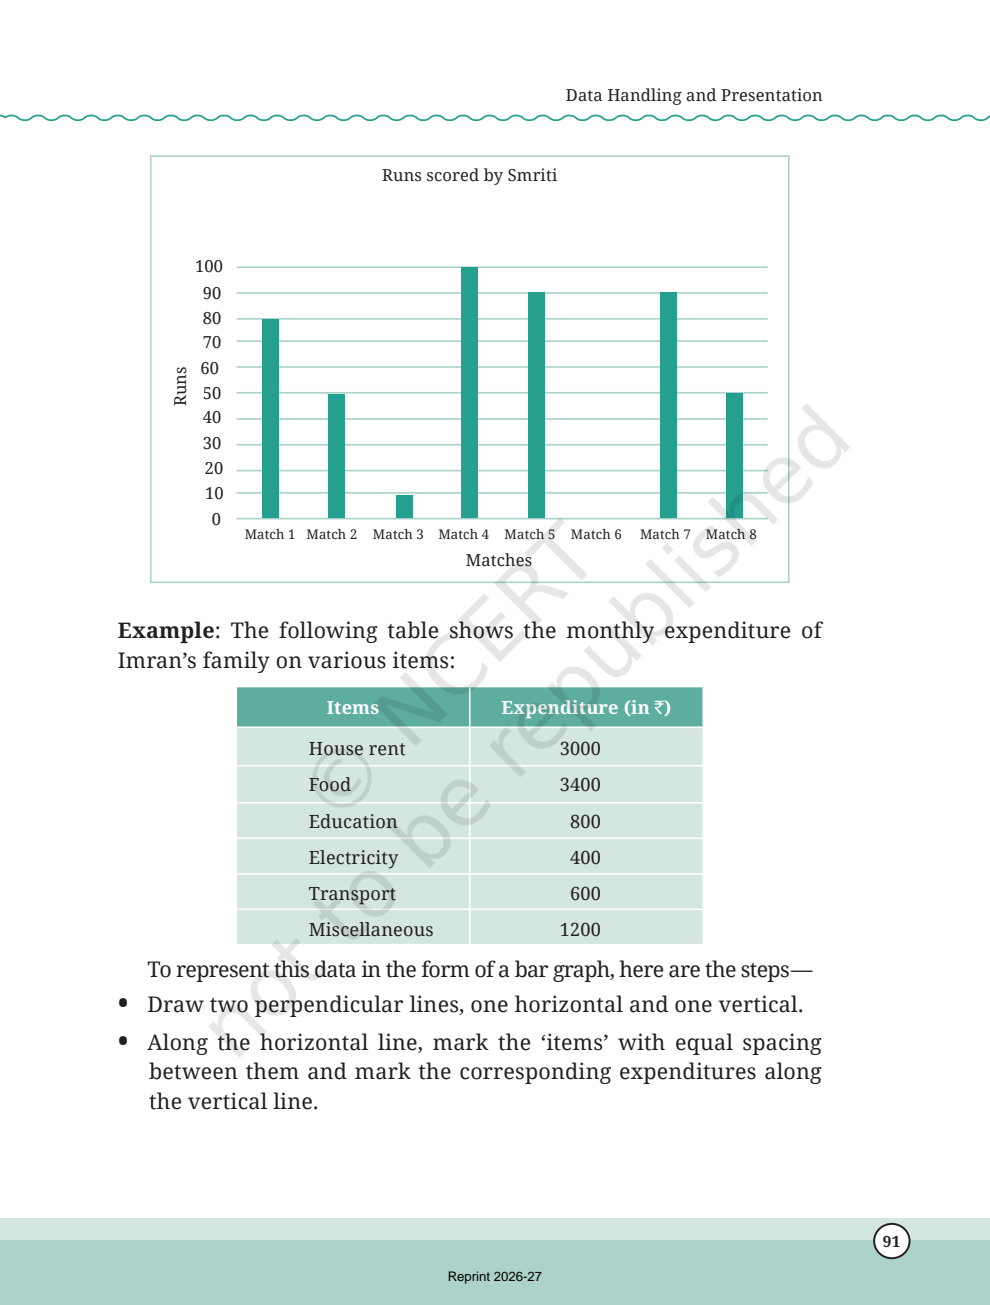 Data Handling and Presentation
Runs scored by Smriti
100
90
80
70
60
50
40
30
20
10
0
Runs
Match 1 Match 2 Match 3 Match 4 Match 5 Match 6 Match 7 Match 8
Matches
Example: The following table shows the monthly expenditure of
Imran’s family on various items:
Items Expenditure (in ₹)
House rent 3000
Food 3400
Education 800
Electricity 400
Transport 600
Miscellaneous 1200
To represent this data in the form of a bar graph, here are the steps—
• Draw two perpendicular lines, one horizontal and one vertical.
• Along the horizontal line, mark the ‘items’ with equal spacing
between them and mark the corresponding expenditures along
the vertical line.
© NCERT
not to be republished
91
Reprint 2026-27